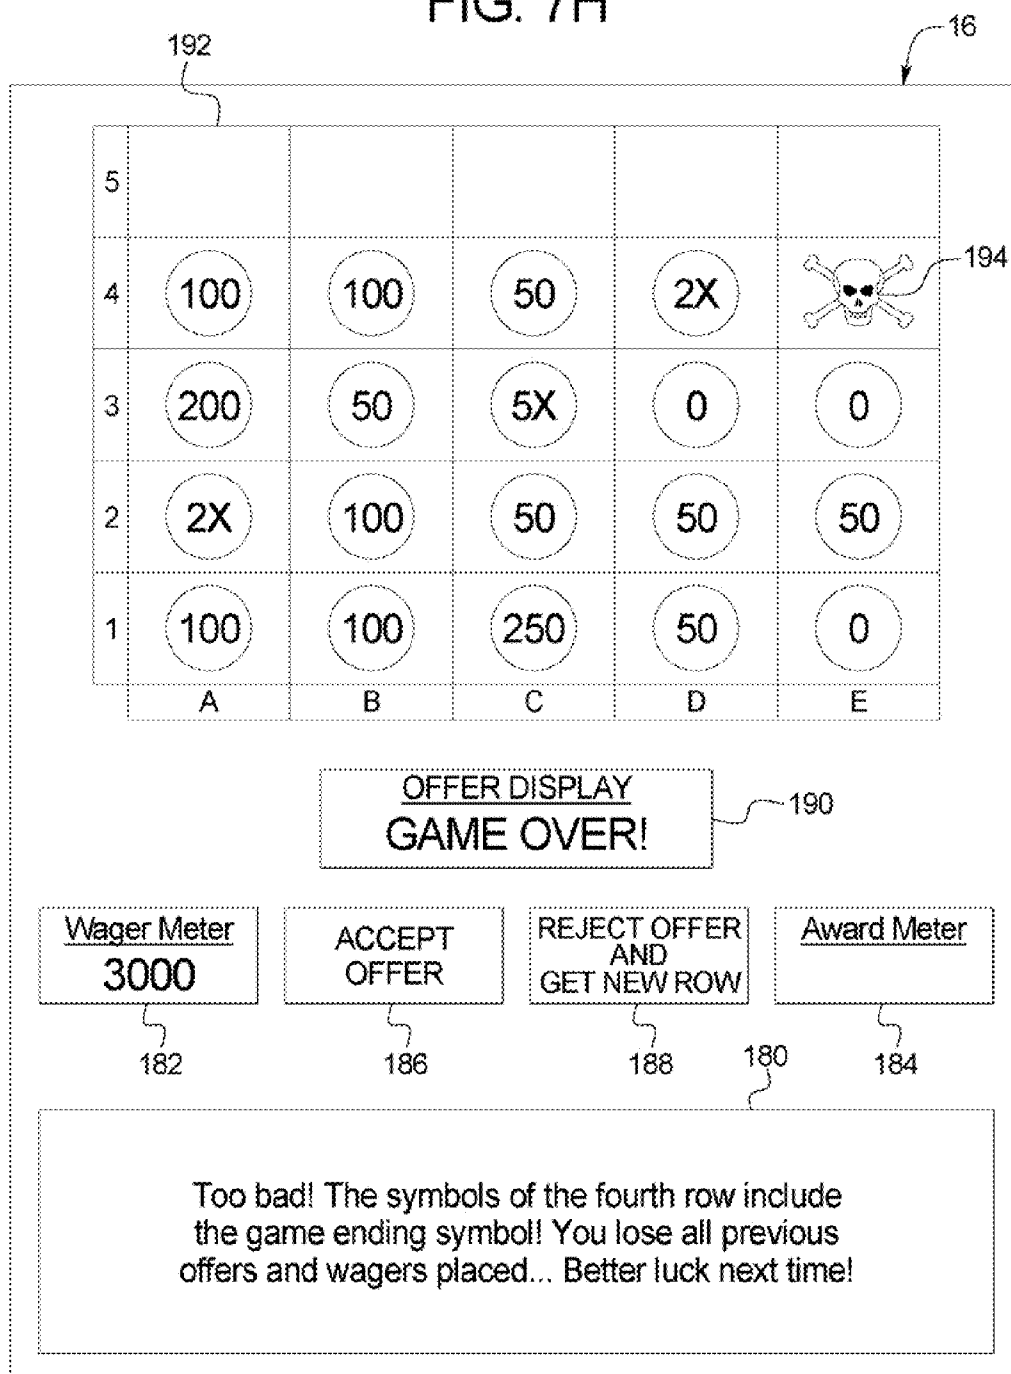 FIG. 7H
16
192
5
4 100 100 50 2X 194
3 200 50 5X 0 0
2 2X 100 50 50 50
1 100 100 250 50 0
A B C D E
OFFER DISPLAY
GAME OVER!
190
Wager Meter
3000
ACCEPT
OFFER
REJECT OFFER
AND
GET NEW ROW
Award Meter
182 186 188 180 184
Too bad! The symbols of the fourth row include
the game ending symbol! You lose all previous
offers and wagers placed... Better luck next time!